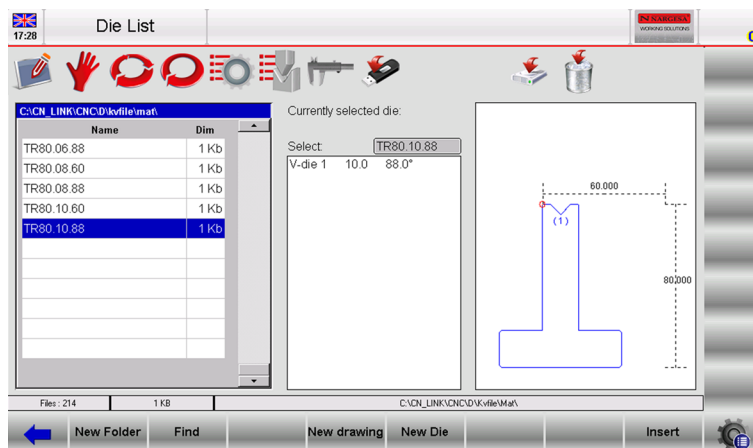 17:28
Die List
NARGESA
WORKING SOLUTIONS
C:\CN_LINK\CNC\D\kvfile\mat\
Name Dim
TR80.06.88 1 Kb
TR80.08.60 1 Kb
TR80.08.88 1 Kb
TR80.10.60 1 Kb
TR80.10.88 1 Kb
Currently selected die:
Select: TR80.10.88
V-die 1 10.0 88.0°
60.000
(1)
80.000
Files : 214 1 KB C:\CN_LINK\CNC\D\Kvfile\Mat\
New Folder Find New drawing New Die Insert